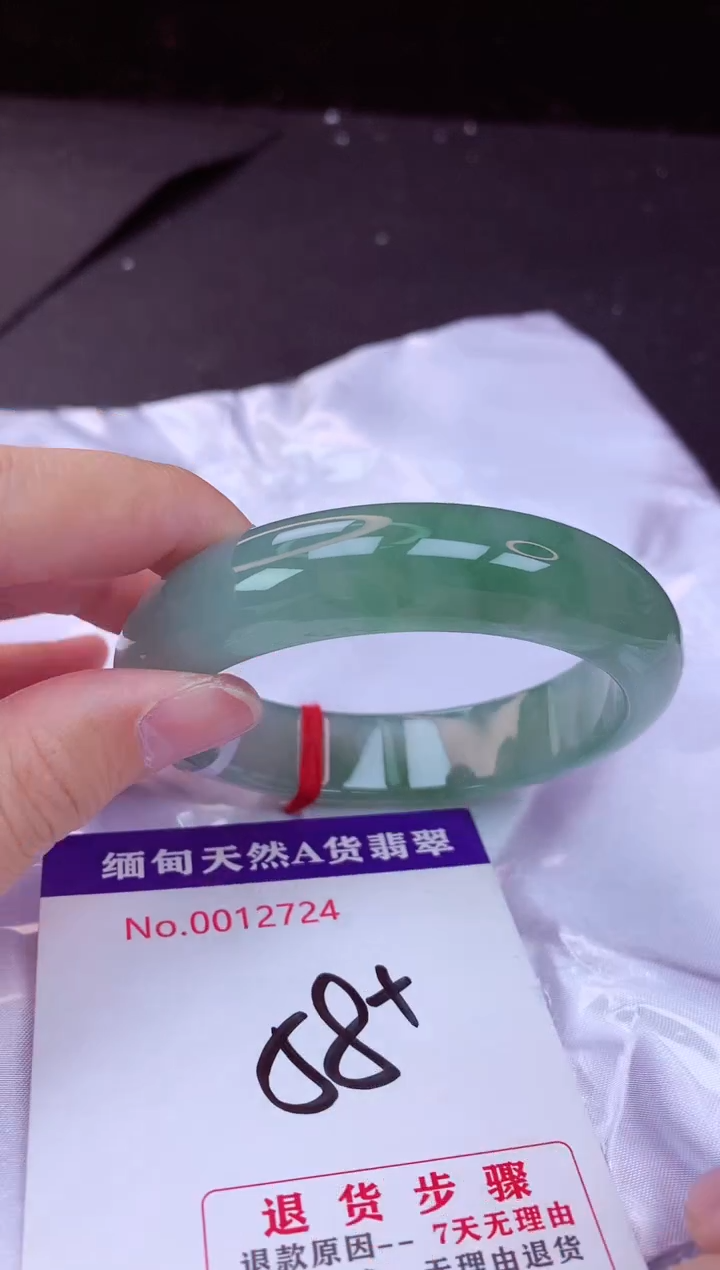 缅甸天然A货翡翠
No.0012724
58+
退货步骤
退款原因-- 7天无理由
无理由退货